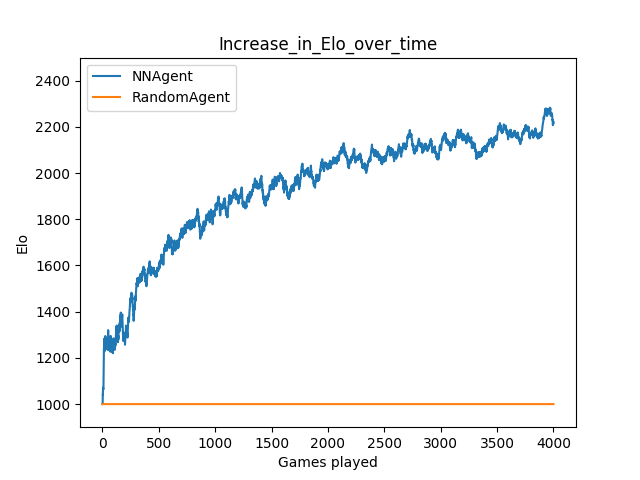 Increase_in_Elo_over_time
NNAgent
RandomAgent
2400
2200
2000
1800
1600
1400
1200
1000
Elo
0 500 1000 1500 2000 2500 3000 3500 4000
Games played